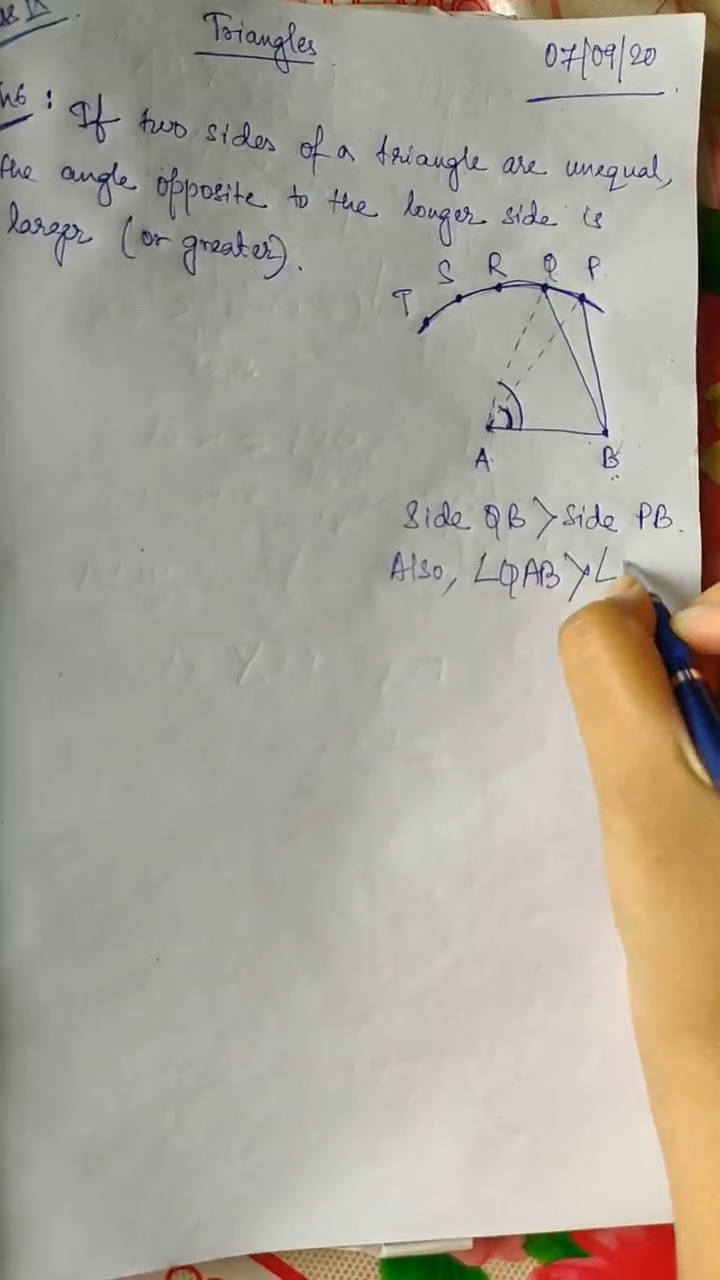 Triangles
07/09/20
: If two sides of a triangle are unequal,
the angle opposite to the longer side is
larger (or greater).
T S R Q P
A B
Side QB > Side PB.
Also, ∠QAB > ∠